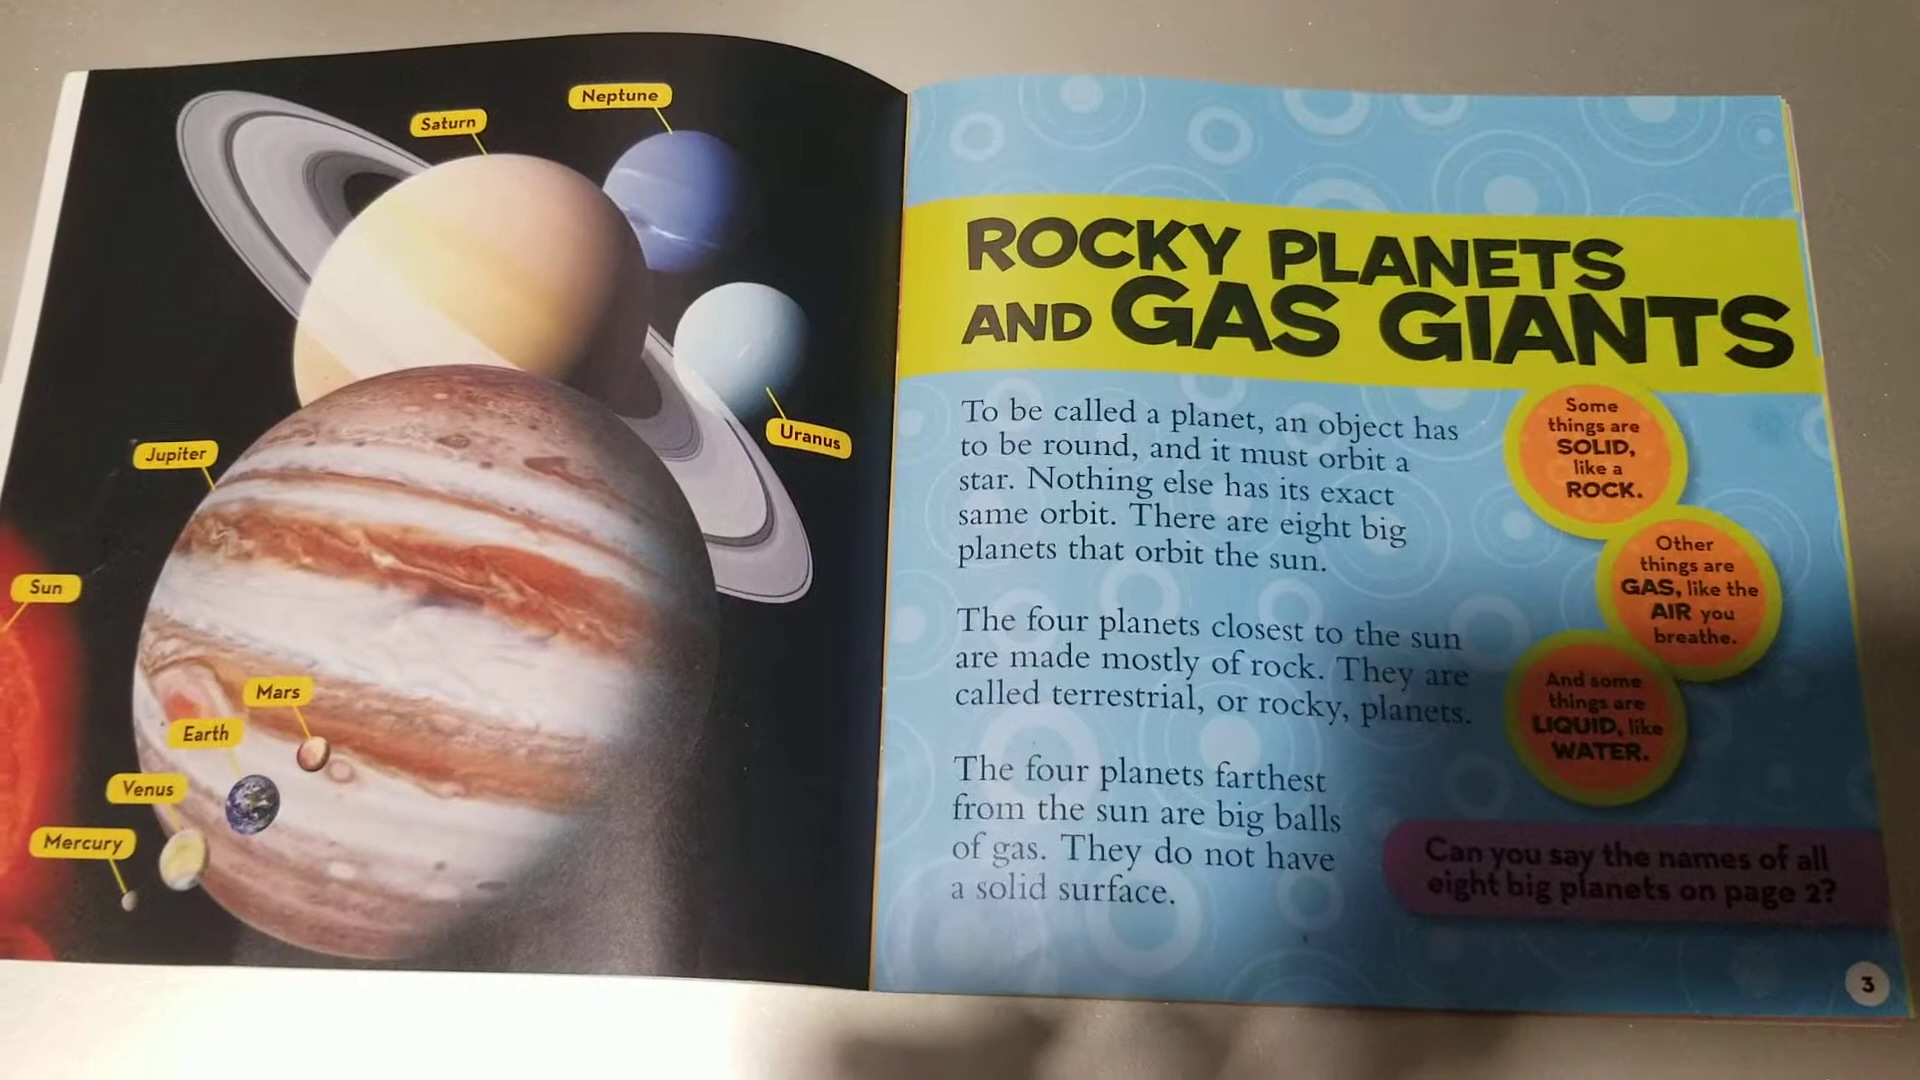 Neptune
Saturn
Uranus
Jupiter
Sun
Mars
Earth
Venus
Mercury
ROCKY PLANETS
AND GAS GIANTS
To be called a planet, an object has
to be round, and it must orbit a
star. Nothing else has its exact
same orbit. There are eight big
planets that orbit the sun.
The four planets closest to the sun
are made mostly of rock. They are
called terrestrial, or rocky, planets.
The four planets farthest
from the sun are big balls
of gas. They do not have
a solid surface.
Some
things are
SOLID,
like a
ROCK.
Other
things are
GAS, like the
AIR you
breathe.
And some
things are
LIQUID, like
WATER.
Can you say the names of all
eight big planets on page 2?
3